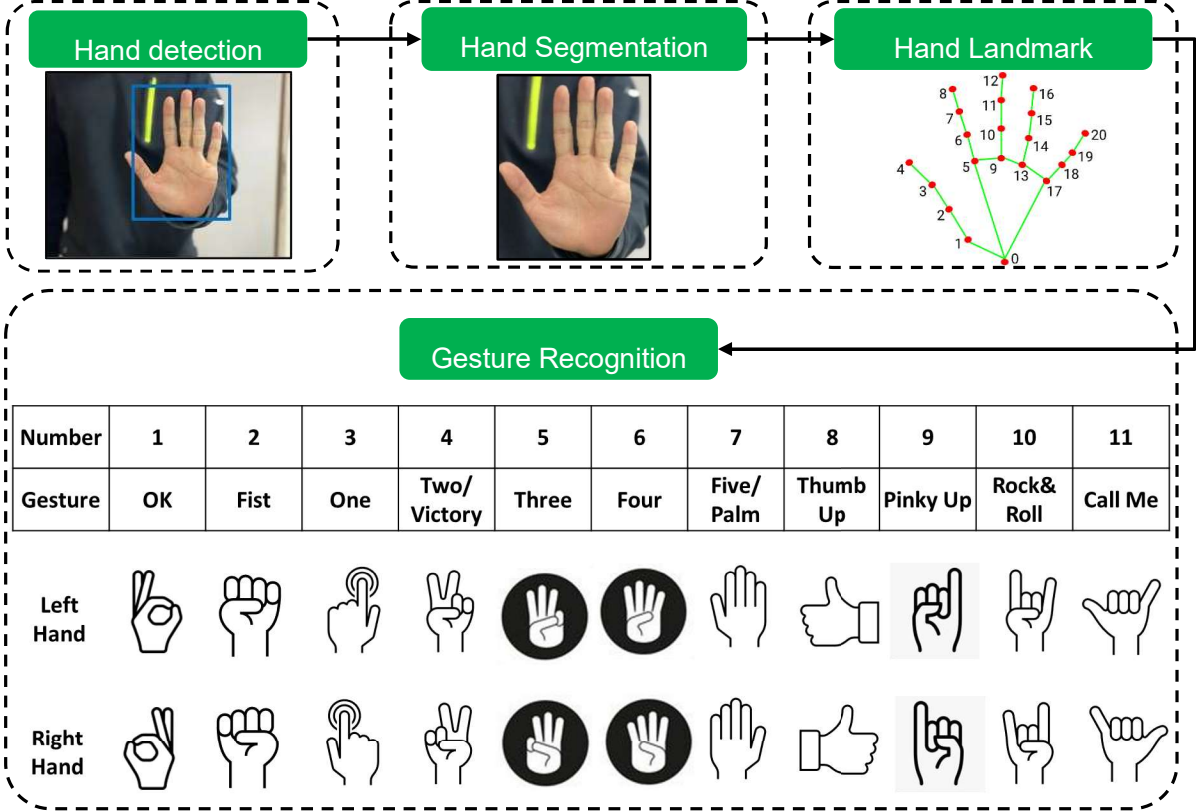 Hand detection
Hand Segmentation
Hand Landmark
12
8
16
11
7
15
6
10
14
20
19
4
5
9
13
18
3
17
2
1
0
Gesture Recognition
Number 1 2 3 4 5 6 7 8 9 10 11
Gesture OK Fist One Two/ Victory Three Four Five/ Palm Thumb Up Pinky Up Rock& Roll Call Me
Left
Hand
Right
Hand